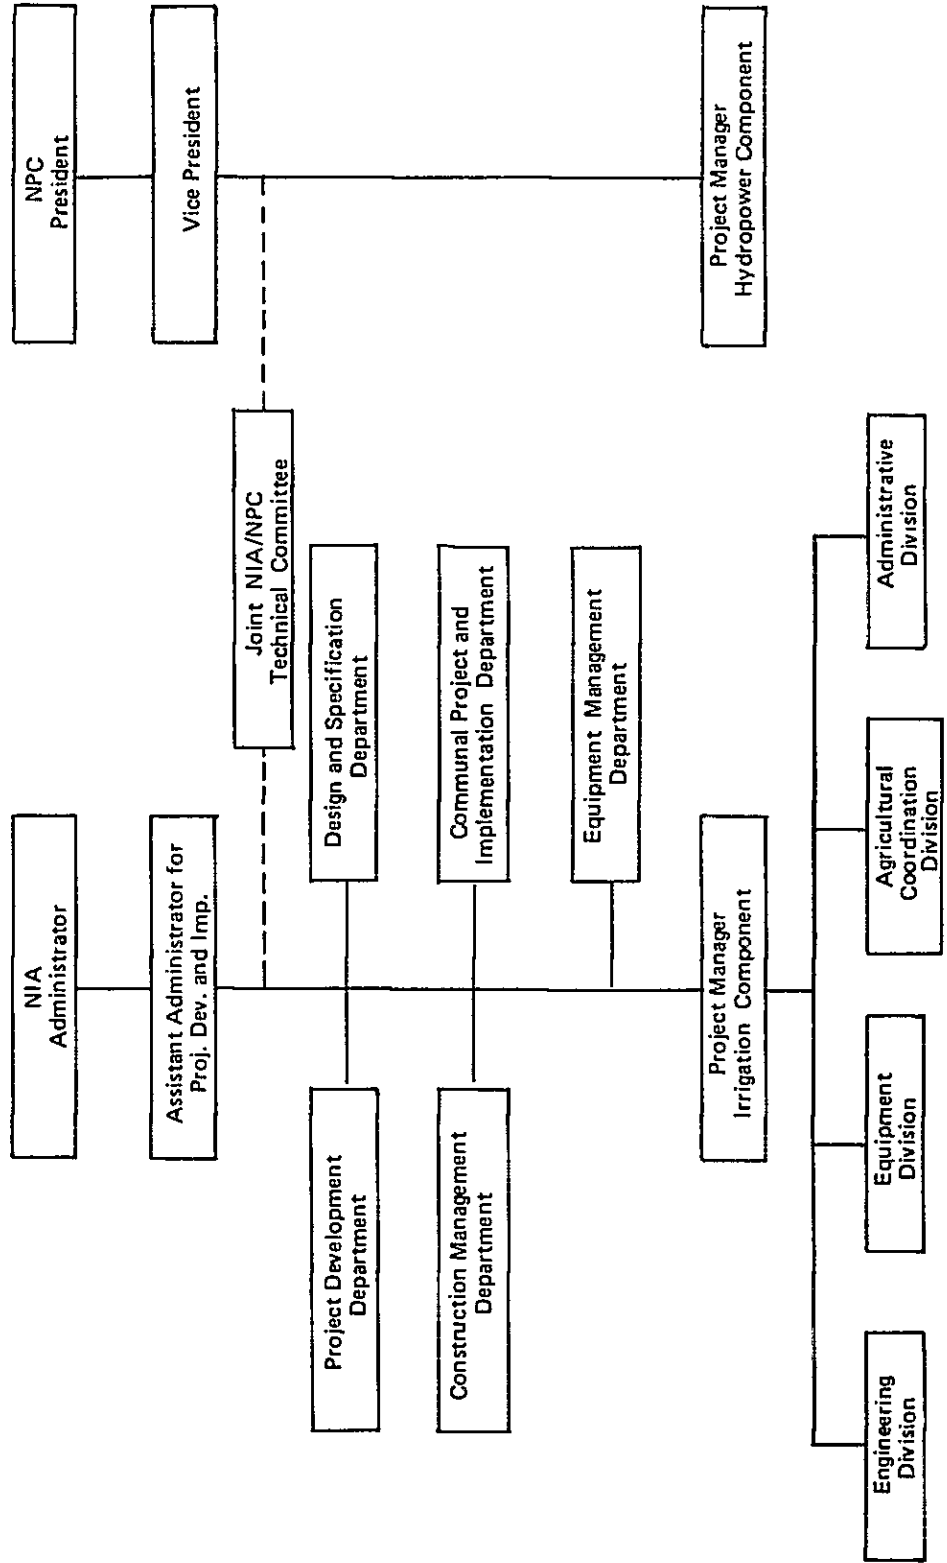 NIA
Administrator
NPC
President
Assistant Administrator for
Proj. Dev. and Imp.
Vice President
Joint NIA/NPC
Technical Committee
Project Development
Department
Design and Specification
Department
Construction Management
Department
Communal Project and
Implementation Department
Equipment Management
Department
Project Manager
Irrigation Component
Project Manager
Hydropower Component
Engineering
Division
Equipment
Division
Agricultural
Coordination
Division
Administrative
Division